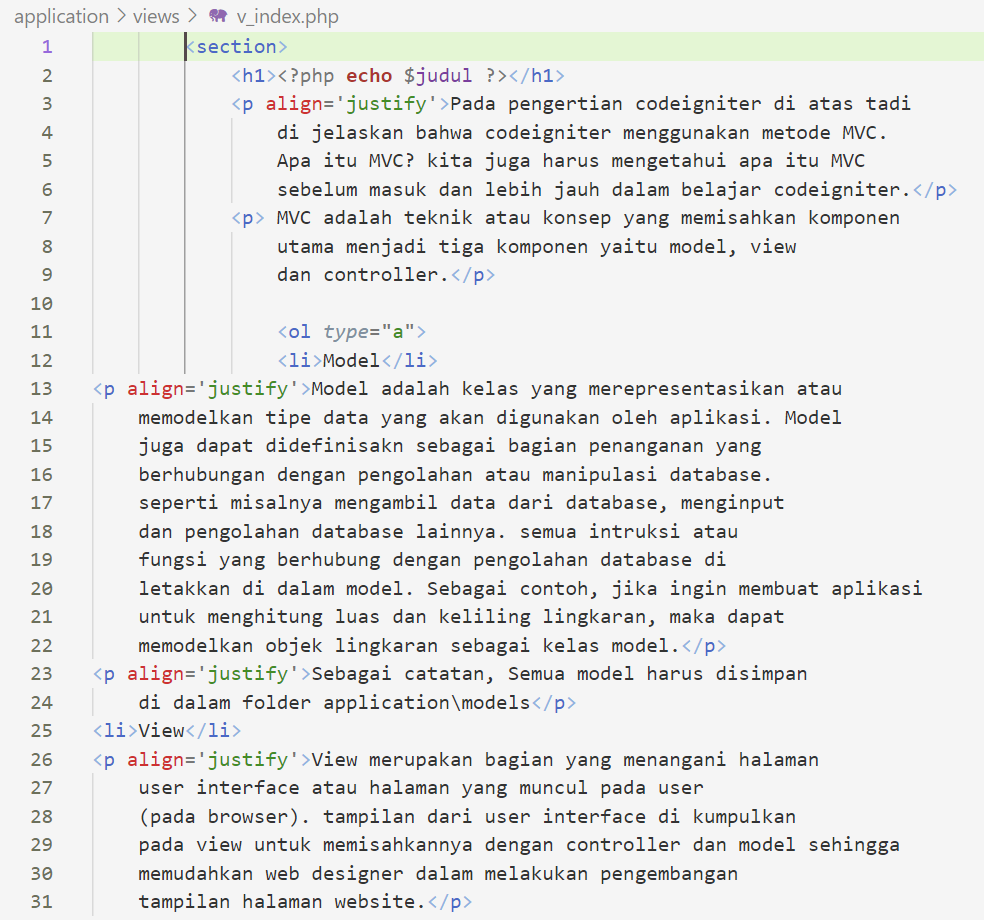 application > views > v_index.php
1 <section>
2 <h1><?php echo $judul ?></h1>
3 <p align='justify'>Pada pengertian codeigniter di atas tadi
4 di jelaskan bahwa codeigniter menggunakan metode MVC.
5 Apa itu MVC? kita juga harus mengetahui apa itu MVC
6 sebelum masuk dan lebih jauh dalam belajar codeigniter.</p>
7 <p> MVC adalah teknik atau konsep yang memisahkan komponen
8 utama menjadi tiga komponen yaitu model, view
9 dan controller.</p>
10
11 <ol type="a">
12 <li>Model</li>
13 <p align='justify'>Model adalah kelas yang merepresentasikan atau
14 memodelkan tipe data yang akan digunakan oleh aplikasi. Model
15 juga dapat didefinisakn sebagai bagian penanganan yang
16 berhubungan dengan pengolahan atau manipulasi database.
17 seperti misalnya mengambil data dari database, menginput
18 dan pengolahan database lainnya. semua intruksi atau
19 fungsi yang berhubung dengan pengolahan database di
20 letakkan di dalam model. Sebagai contoh, jika ingin membuat aplikasi
21 untuk menghitung luas dan keliling lingkaran, maka dapat
22 memodelkan objek lingkaran sebagai kelas model.</p>
23 <p align='justify'>Sebagai catatan, Semua model harus disimpan
24 di dalam folder application\models</p>
25 <li>View</li>
26 <p align='justify'>View merupakan bagian yang menangani halaman
27 user interface atau halaman yang muncul pada user
28 (pada browser). tampilan dari user interface di kumpulkan
29 pada view untuk memisahkannya dengan controller dan model sehingga
30 memudahkan web designer dalam melakukan pengembangan
31 tampilan halaman website.</p>